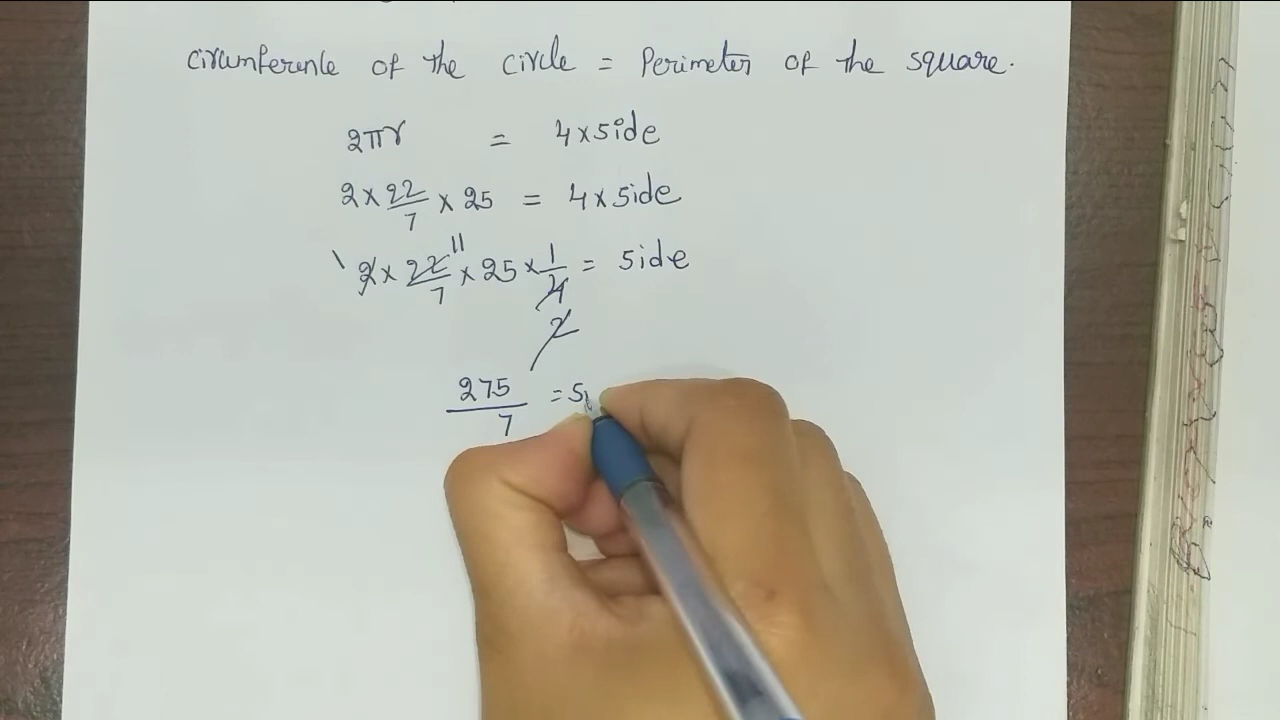 circumference of the circle = Perimeter of the square.
2πr = 4×side
2×22/7×25 = 4×side
1 2×22/7 11×25×1/4 = side
2
275/7 = Si